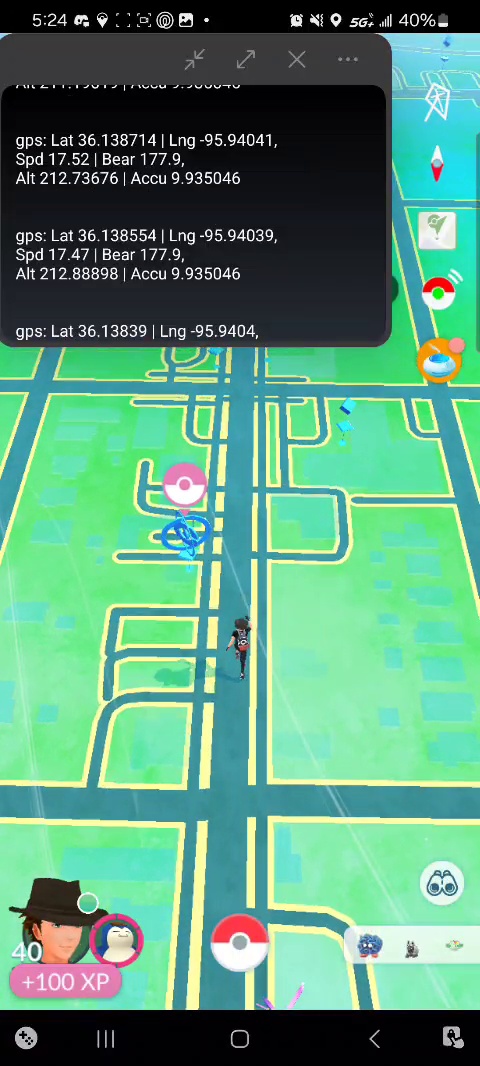 5:24
5G+
40%
gps: Lat 36.138714 | Lng -95.94041,
Spd 17.52 | Bear 177.9,
Alt 212.73676 | Accu 9.935046
gps: Lat 36.138554 | Lng -95.94039,
Spd 17.47 | Bear 177.9,
Alt 212.88898 | Accu 9.935046
gps: Lat 36.13839 | Lng -95.9404,
40
+100 XP